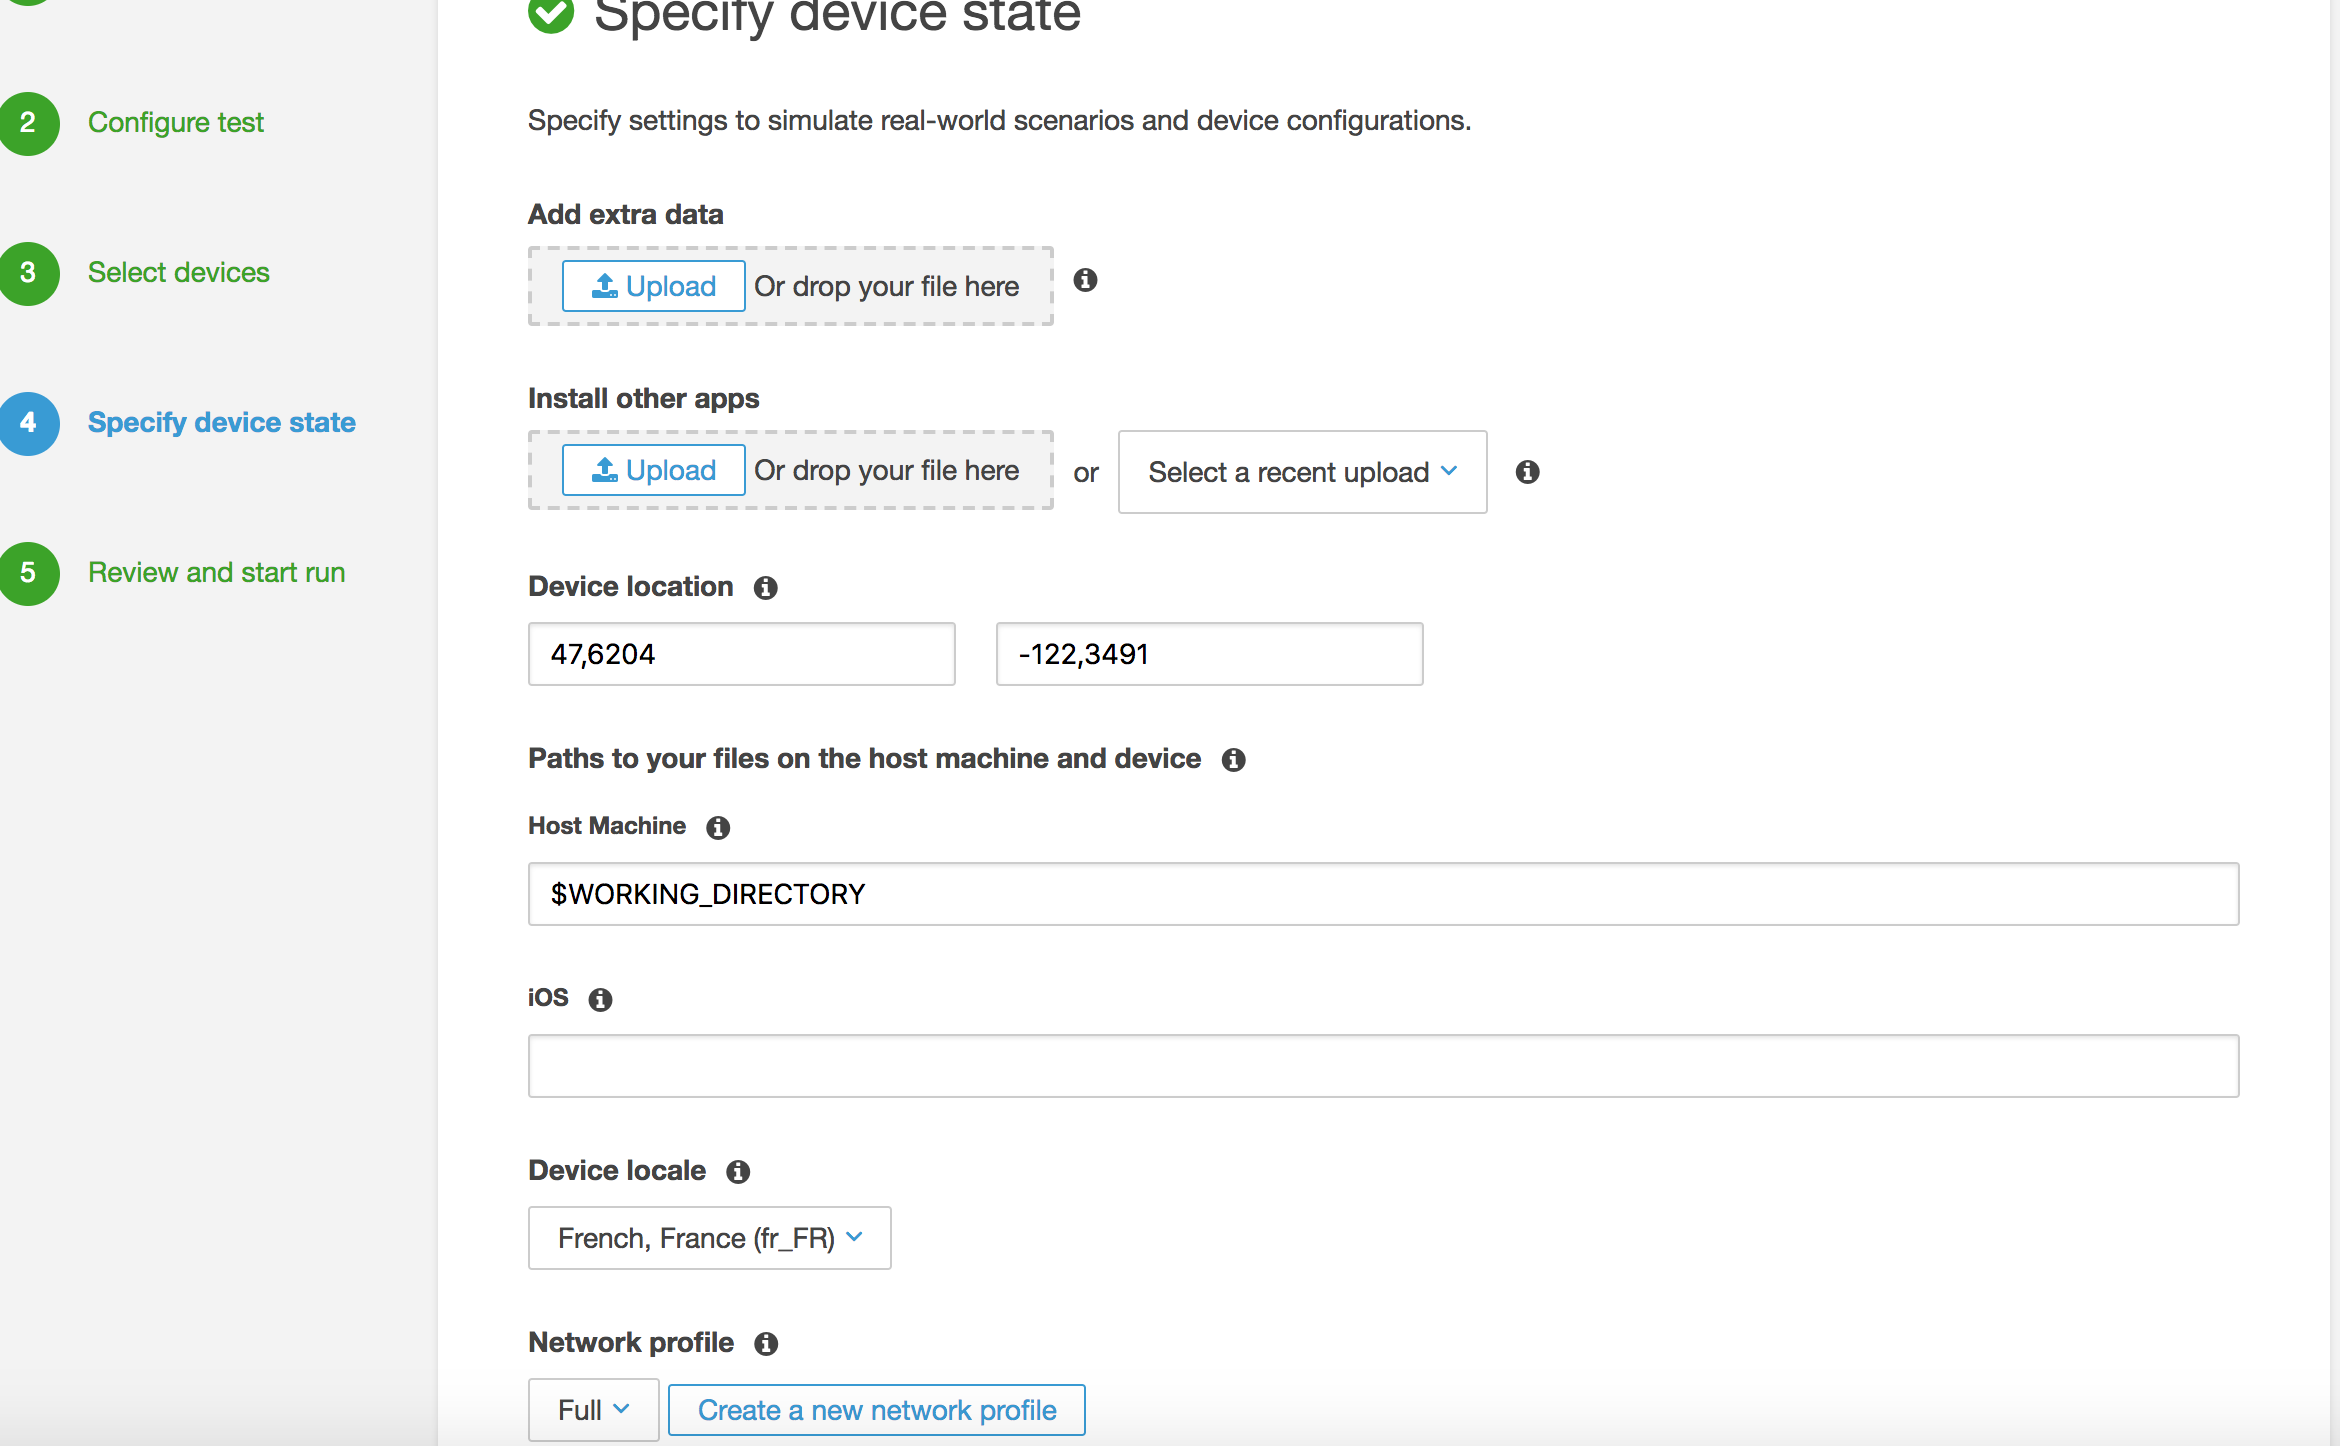 Specify device state
2 Configure test
Specify settings to simulate real-world scenarios and device configurations.
Add extra data
3 Select devices
Upload Or drop your file here
Install other apps
4 Specify device state
Upload Or drop your file here or Select a recent upload
5 Review and start run
Device location
47,6204 -122,3491
Paths to your files on the host machine and device
Host Machine
$WORKING_DIRECTORY
iOS
Device locale
French, France (fr_FR)
Network profile
Full Create a new network profile